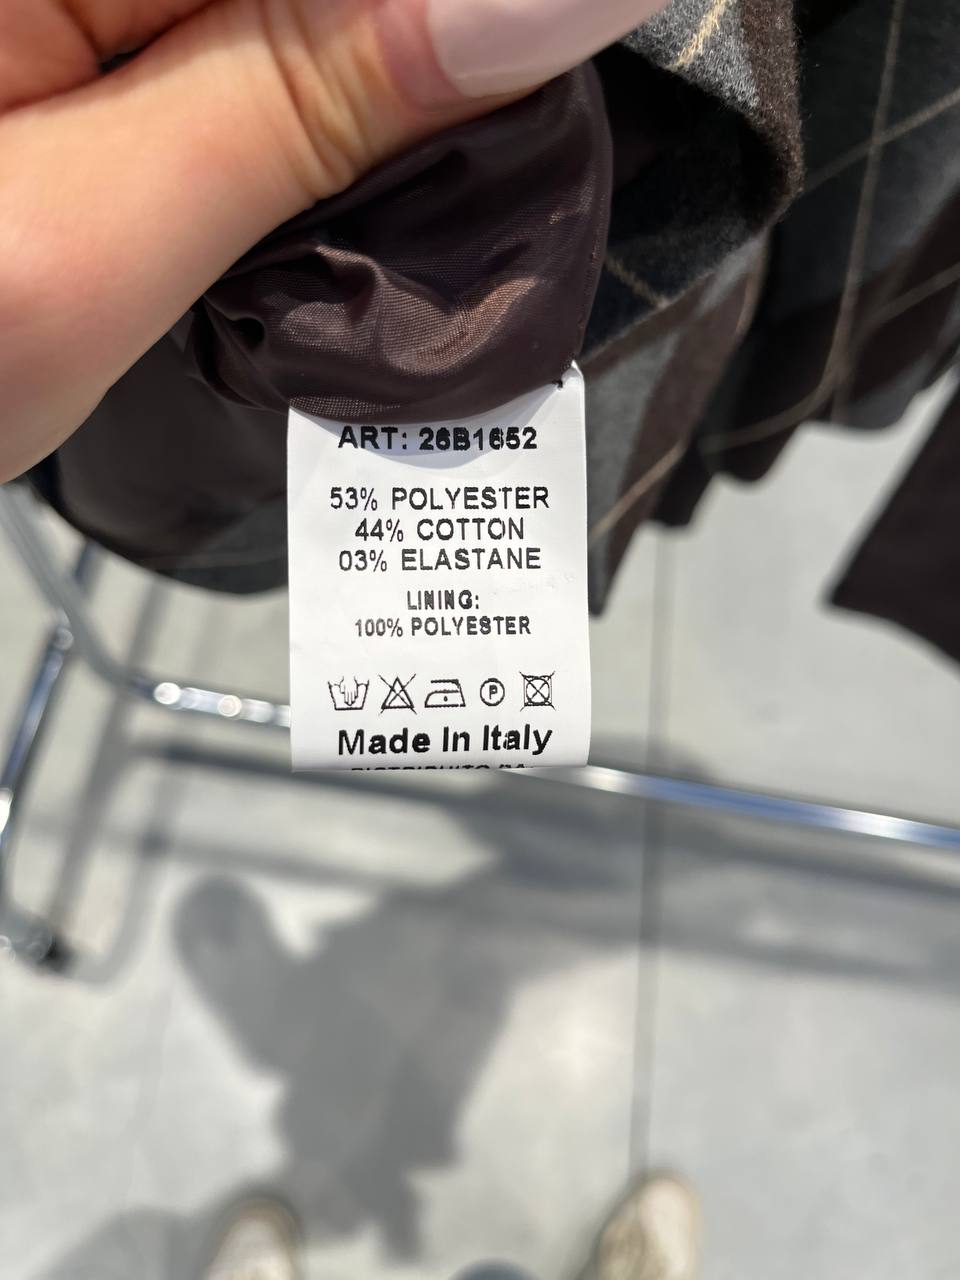 ART: 26B1652
53% POLYESTER
44% COTTON
03% ELASTANE
LINING:
100% POLYESTER
P
Made In Italy